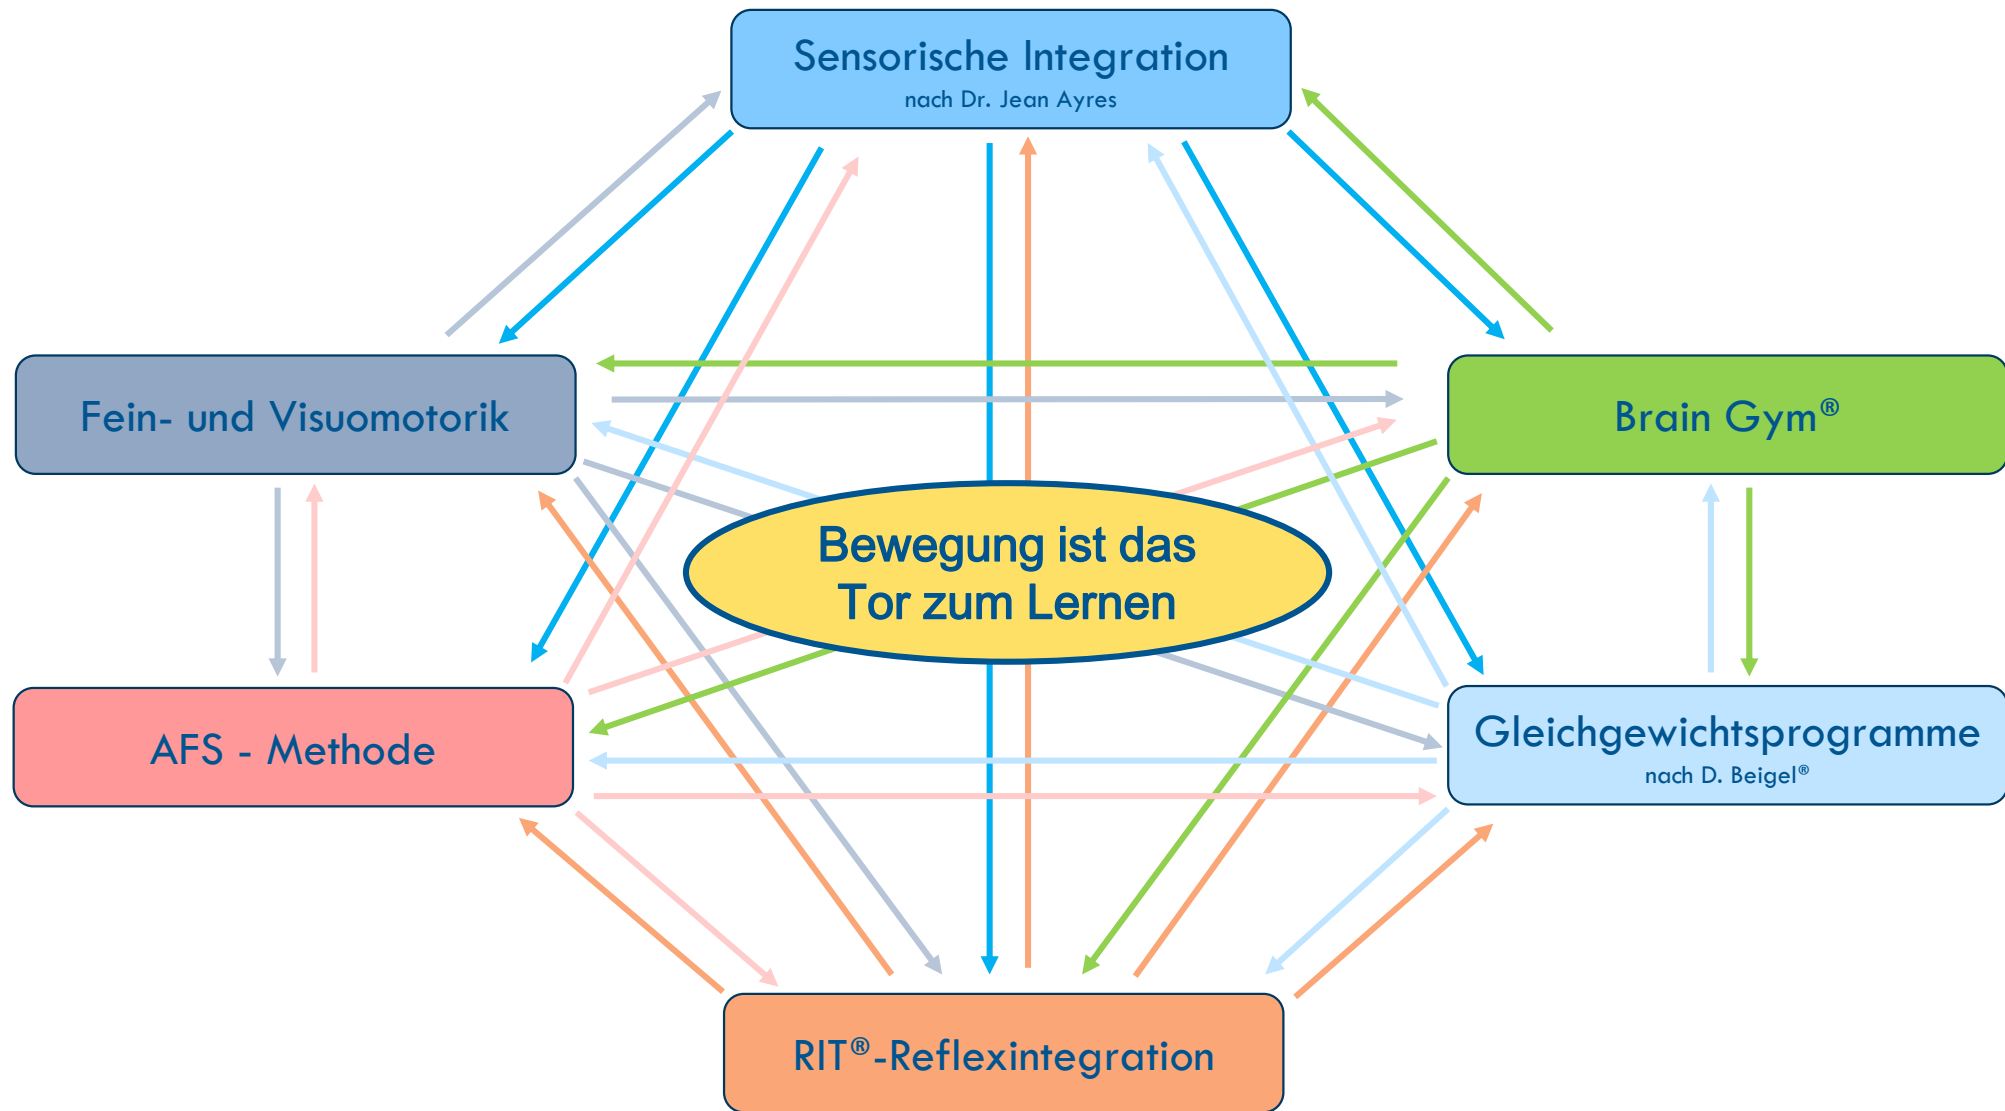 Sensorische Integration
nach Dr. Jean Ayres
Fein- und Visuomotorik
Brain Gym®
Bewegung ist das
Tor zum Lernen
AFS - Methode
Gleichgewichtsprogramme
nach D. Beigel®
RIT®-Reflexintegration